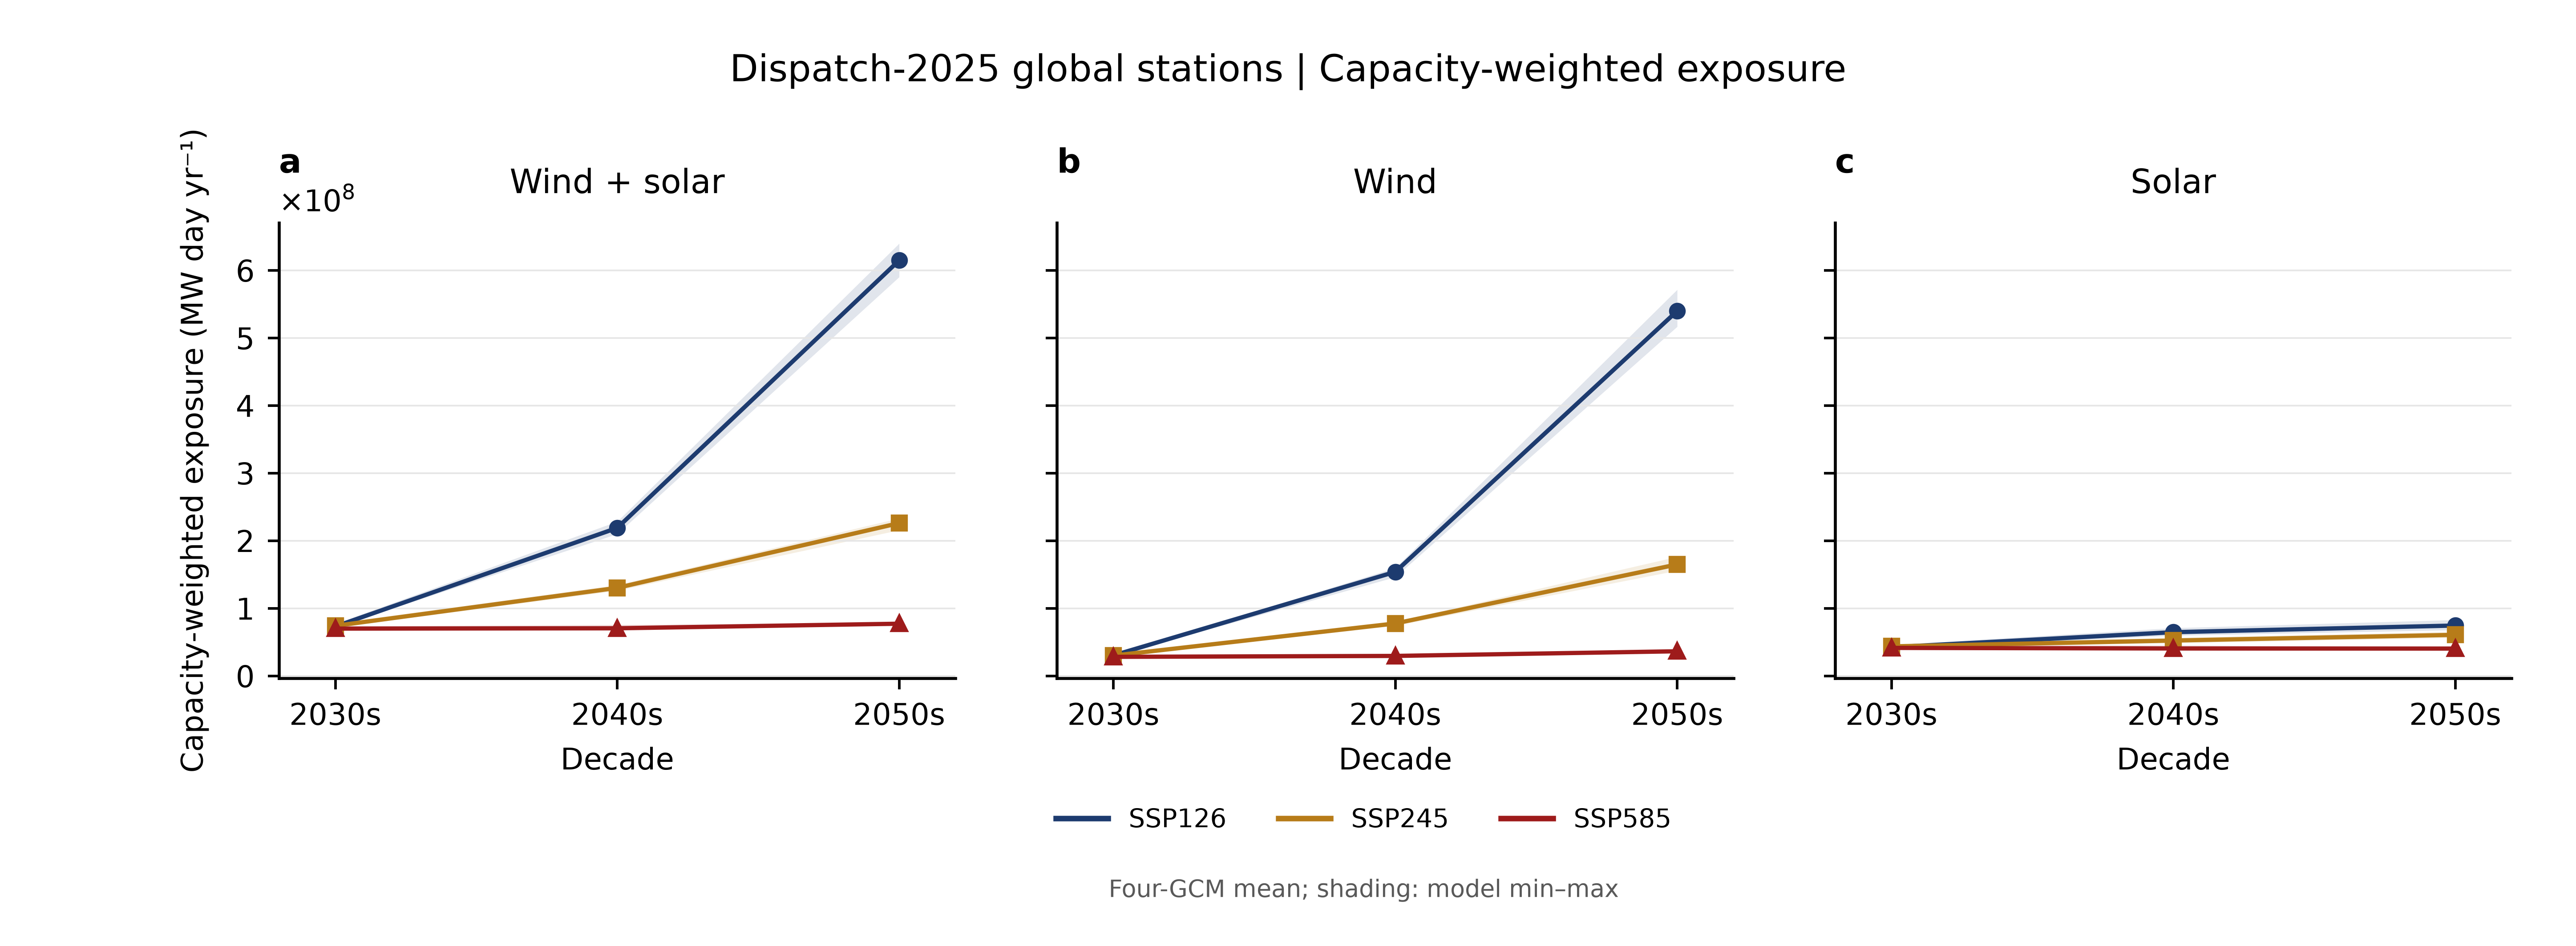 Dispatch-2025 global stations | Capacity-weighted exposure
Capacity-weighted exposure (MW day yr⁻¹)
a
Wind + solar
×10⁸
6
5
4
3
2
1
0
2030s 2040s 2050s
Decade
b
Wind
2030s 2040s 2050s
Decade
c
Solar
2030s 2040s 2050s
Decade
SSP126 SSP245 SSP585
Four-GCM mean; shading: model min–max